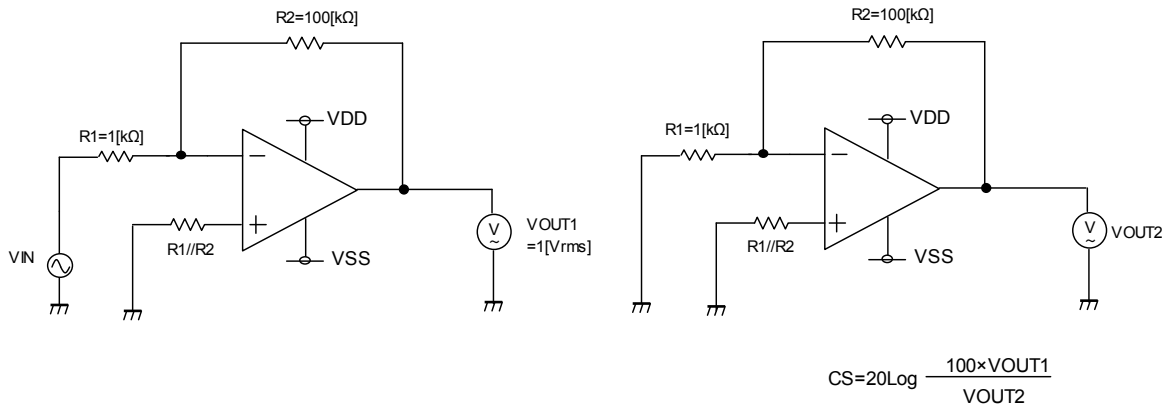 R2=100[kΩ]
VDD
R1=1[kΩ]
−
+
R1//R2
VSS
VIN
V
~
VOUT1
=1[Vrms]
R2=100[kΩ]
VDD
R1=1[kΩ]
−
+
R1//R2
VSS
V
~
VOUT2
CS=20Log 100×VOUT1
VOUT2